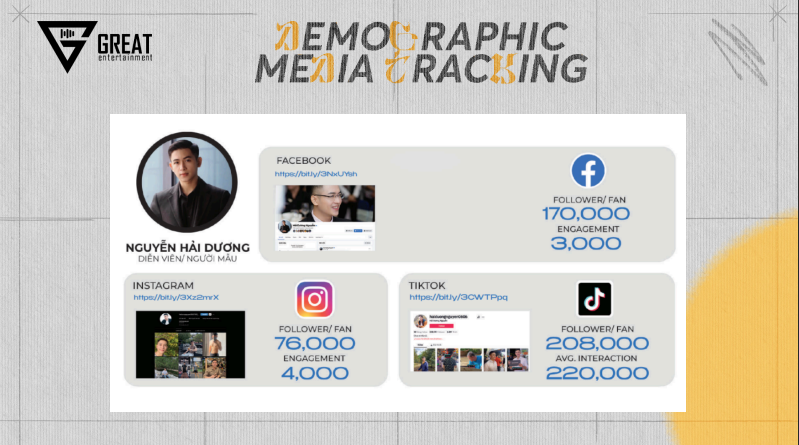 GREAT
entertainment
DEMOGRAPHIC
MEDIA TRACKING
FACEBOOK
https://bit.ly/3NxUYsh
FOLLOWER/ FAN
170,000
ENGAGEMENT
3,000
NGUYỄN HẢI DƯƠNG
DIỄN VIÊN/ NGƯỜI MẪU
INSTAGRAM
https://bit.ly/3Xz2mrX
FOLLOWER/ FAN
76,000
ENGAGEMENT
4,000
TIKTOK
https://bit.ly/3CWTPpq
FOLLOWER/ FAN
208,000
AVG. INTERACTION
220,000